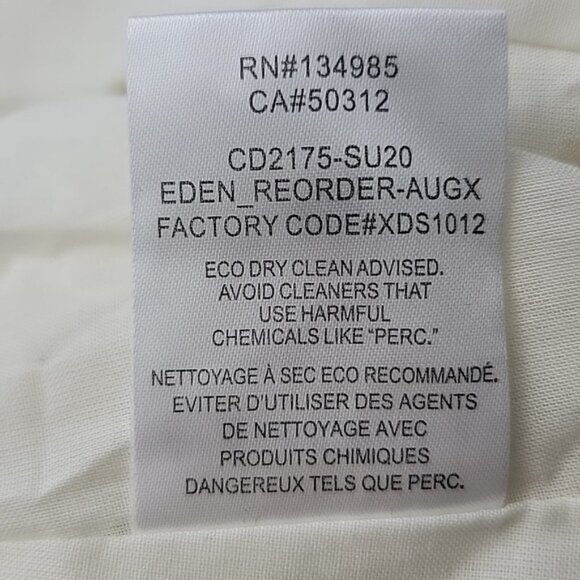 RN#134985
CA#50312
CD2175-SU20
EDEN_REORDER-AUGX
FACTORY CODE#XDS1012
ECO DRY CLEAN ADVISED.
AVOID CLEANERS THAT
USE HARMFUL
CHEMICALS LIKE "PERC."
NETTOYAGE À SEC ECO RECOMMANDÉ.
EVITER D'UTILISER DES AGENTS
DE NETTOYAGE AVEC
PRODUITS CHIMIQUES
DANGEREUX TELS QUE PERC.